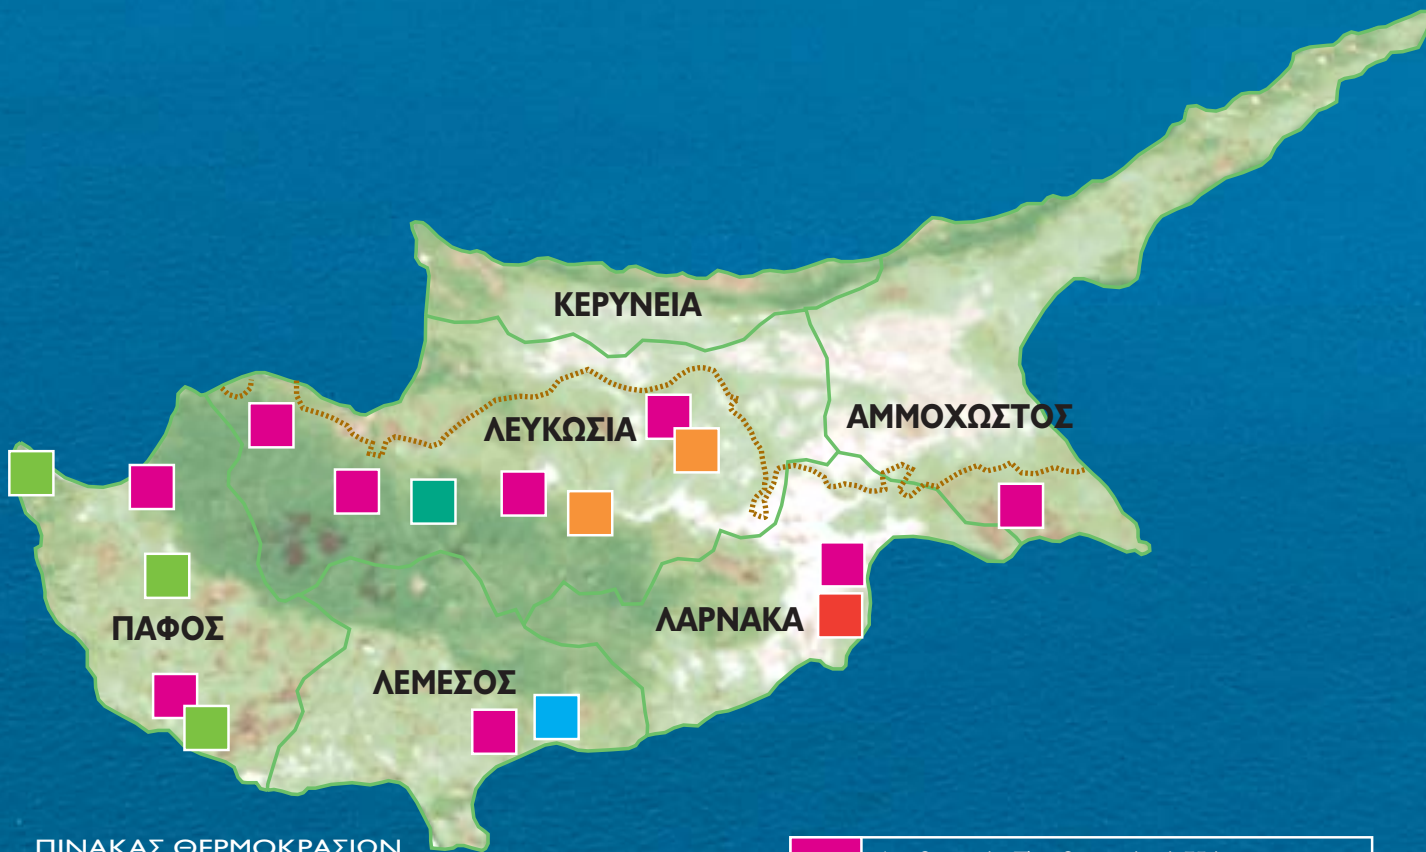 ΚΕΡΥΝΕΙΑ
ΛΕΥΚΩΣΙΑ
ΑΜΜΟΧΩΣΤΟΣ
ΠΑΦΟΣ
ΛΑΡΝΑΚΑ
ΛΕΜΕΣΟΣ
ΠΙΝΑΚΑΣ ΘΕΡΜΟΚΡΑΣΙΩΝ